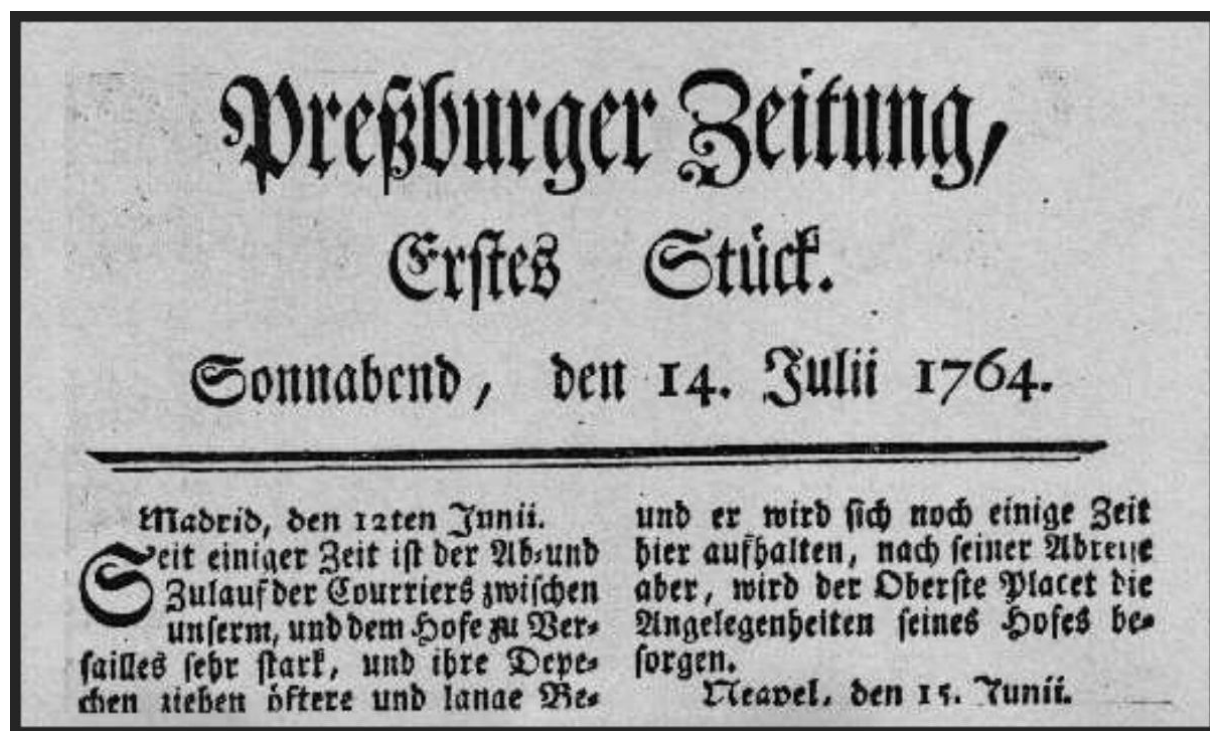 Preßburger Zeitung,
Erstes Stück.
Sonnabend, den 14. Julii 1764.
Madrid, den 12ten Junii.
Seit einiger Zeit ist der Ab- und
Zulauf der Courriers zwischen
unserm, und dem Hofe zu Ver-
sailles sehr stark, und ihre Depe-
chen ziehen öftere und lange Be-
und er wird sich noch einige Zeit
hier aufhalten, nach seiner Abreise
aber, wird der Oberste Placet die
Angelegenheiten seines Hofes be-
sorgen.
Neapel, den 15. Junii.